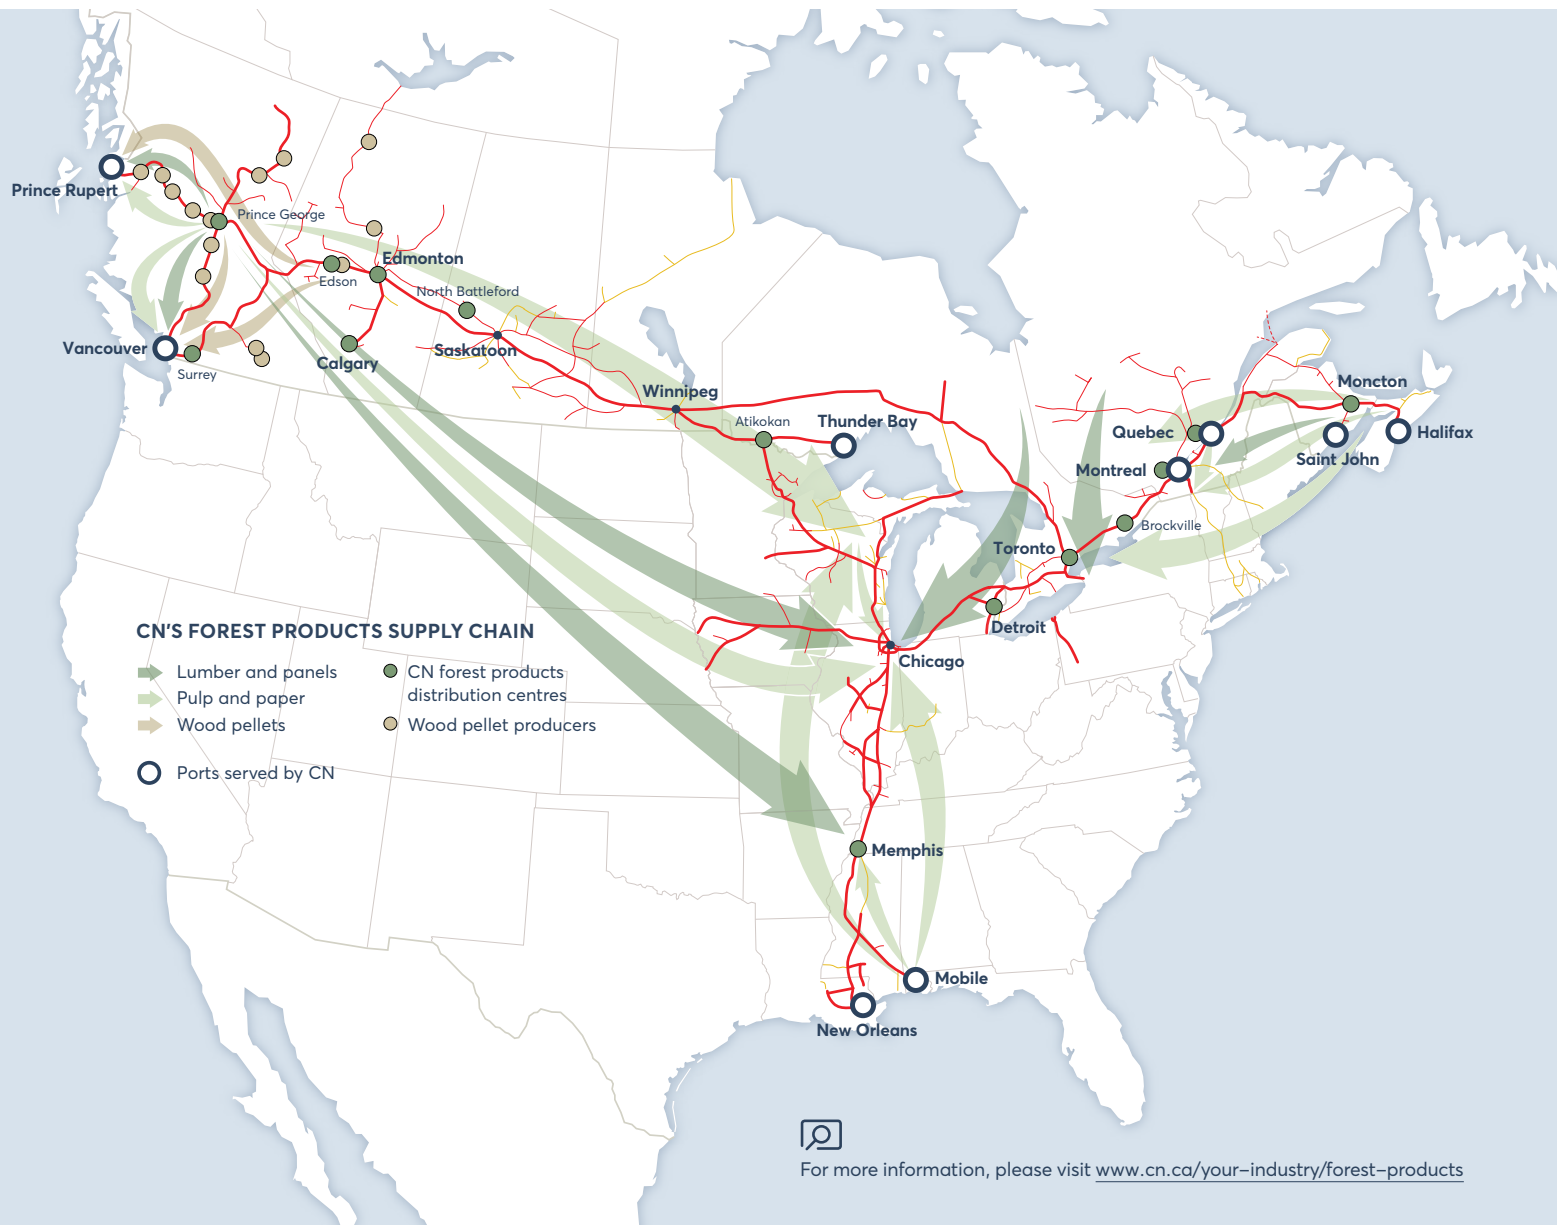 Prince Rupert
Prince George
Edmonton
Edson
North Battleford
Vancouver
Surrey
Calgary
Saskatoon
Winnipeg
Atikokan
Thunder Bay
Moncton
Quebec
Halifax
Saint John
Montreal
Brockville
Toronto
Detroit
Chicago
CN'S FOREST PRODUCTS SUPPLY CHAIN
Lumber and panels
Pulp and paper
Wood pellets
CN forest products
distribution centres
Wood pellet producers
Ports served by CN
Memphis
Mobile
New Orleans
For more information, please visit www.cn.ca/your-industry/forest-products